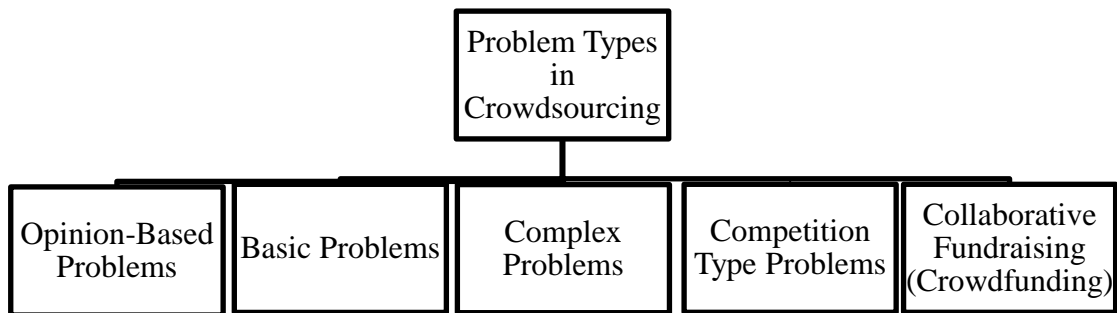 Problem Types
in
Crowdsourcing
Opinion-Based
Problems
Basic Problems
Complex
Problems
Competition
Type Problems
Collaborative
Fundraising
(Crowdfunding)